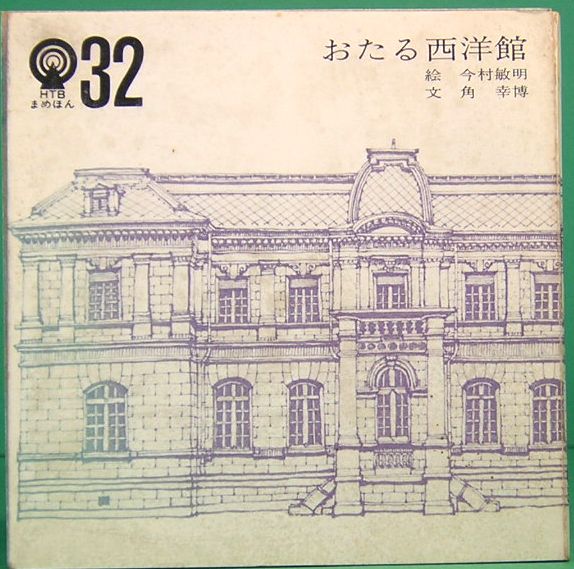 HTB
まめほん
32
おたる西洋館
絵　今村敏明
文　角　幸博